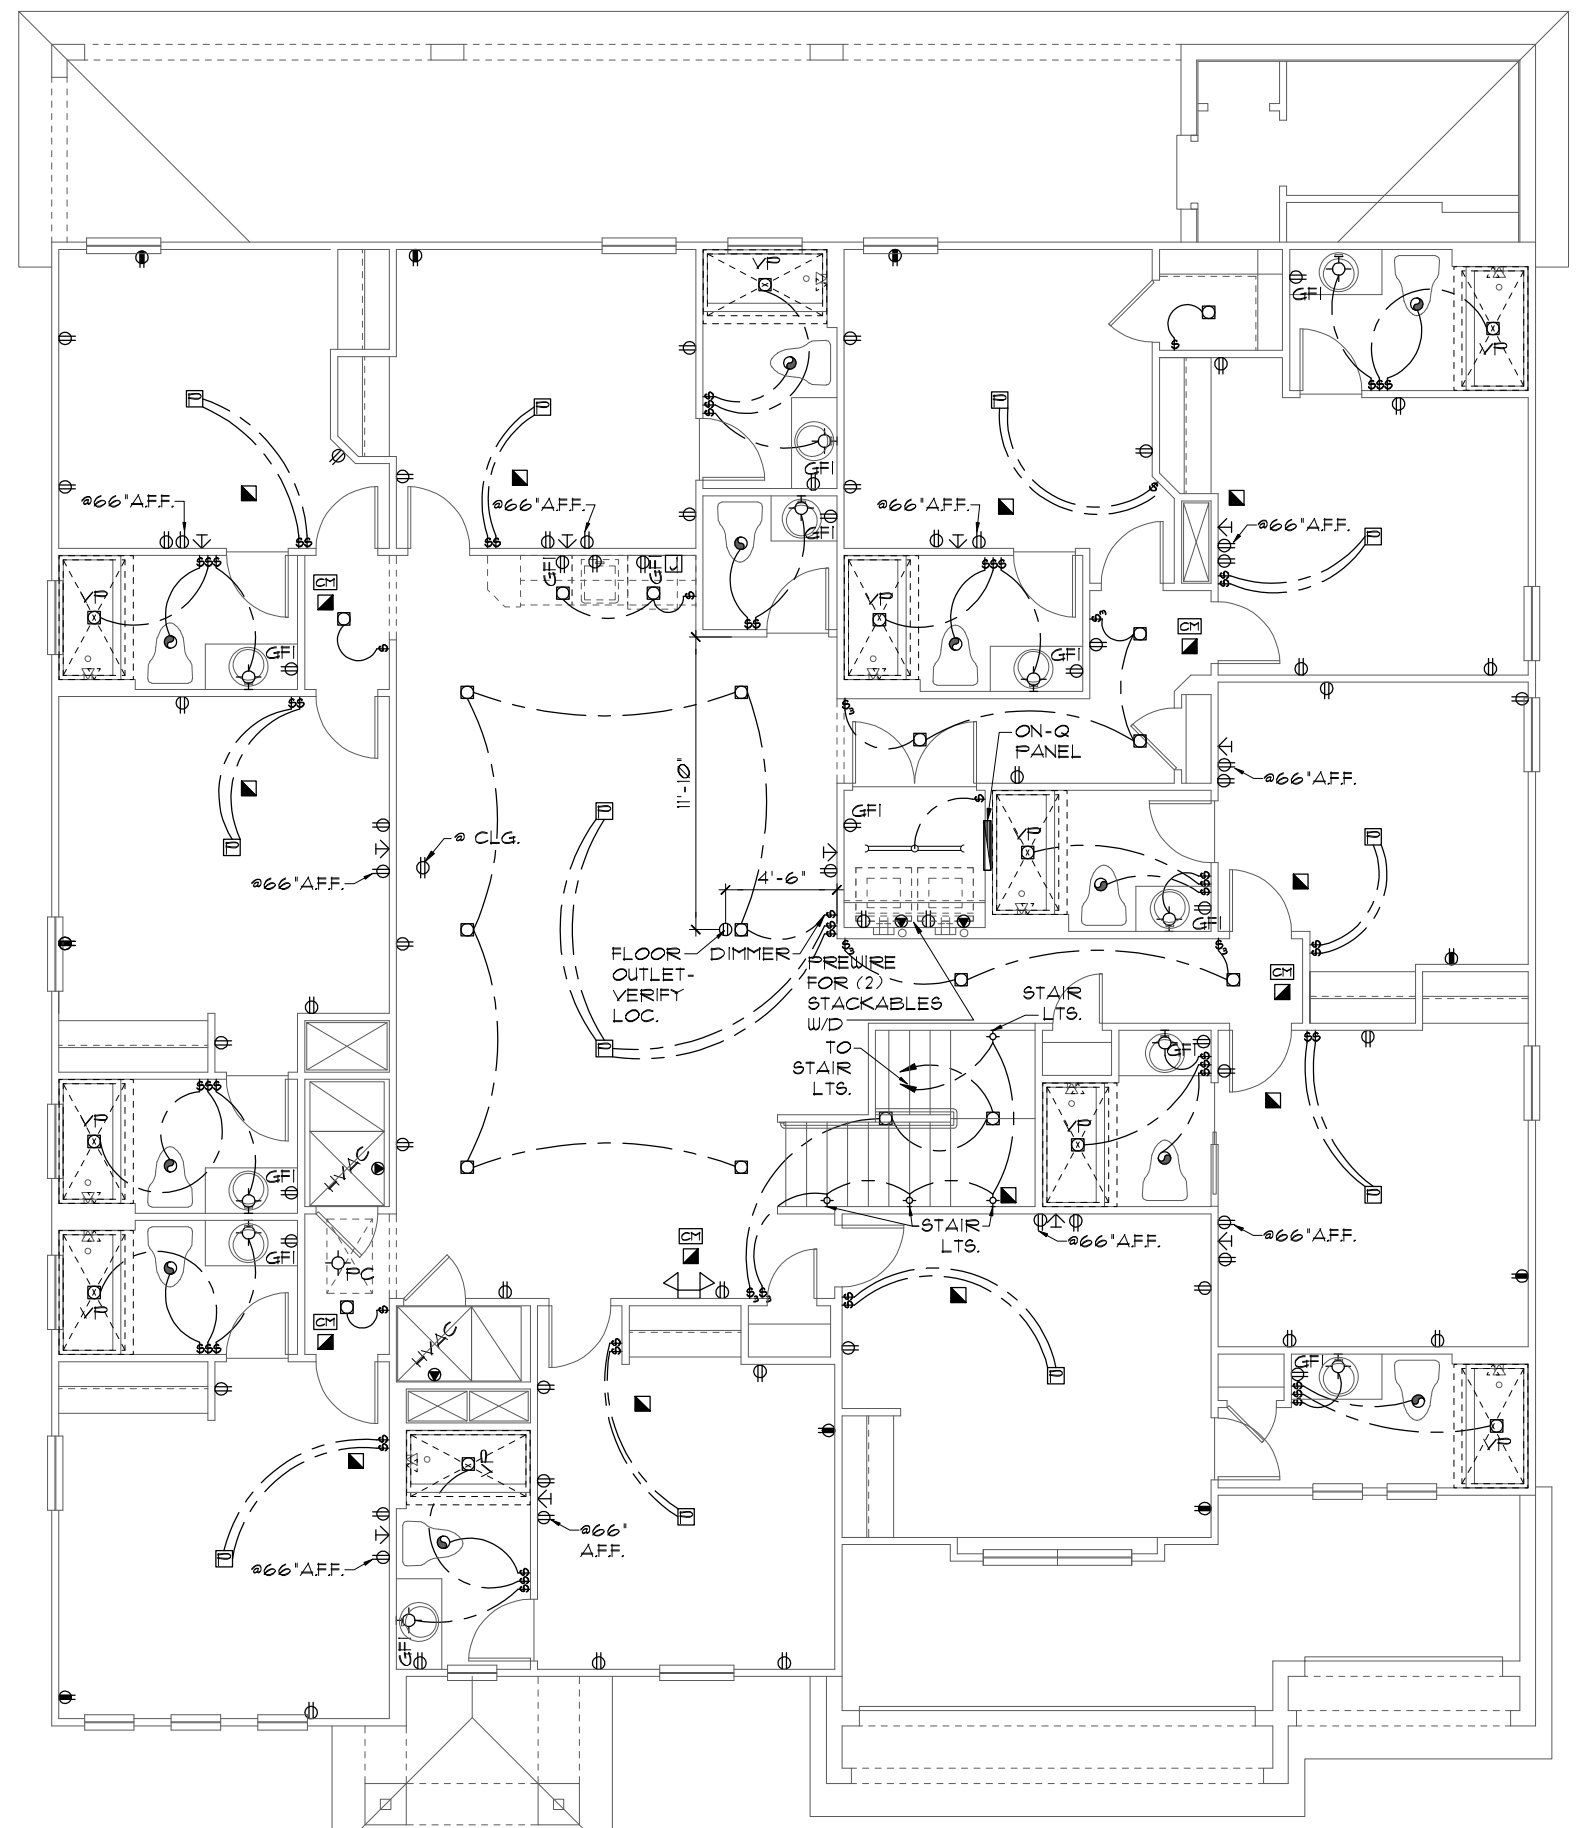 VP
VP
GFI
VP
GFI
GFI
@66"A.F.F.
@66"A.F.F.
@66"A.F.F.
@66"A.F.F.
GFI
GFI
J
CM
VP
VP
CM
GFI
GFI
ON-Q
PANEL
11'-10"
@66"A.F.F.
GFI
VP
@ CLG.
4'-6"
@66"A.F.F.
GFI
FLOOR
OUTLET-
VERIFY
LOC.
DIMMER
PREWIRE
FOR (2)
STACKABLES
W/D
CM
STAIR
LTS.
TO
STAIR
LTS.
GFI
VP
VP
HVAC
GFI
STAIR
LTS.
@66"A.F.F.
@66"A.F.F.
CM
GFI
PC
VP
CM
HVAC
GFI
VP
VP
@66"
A.F.F.
@66"A.F.F.
GFI